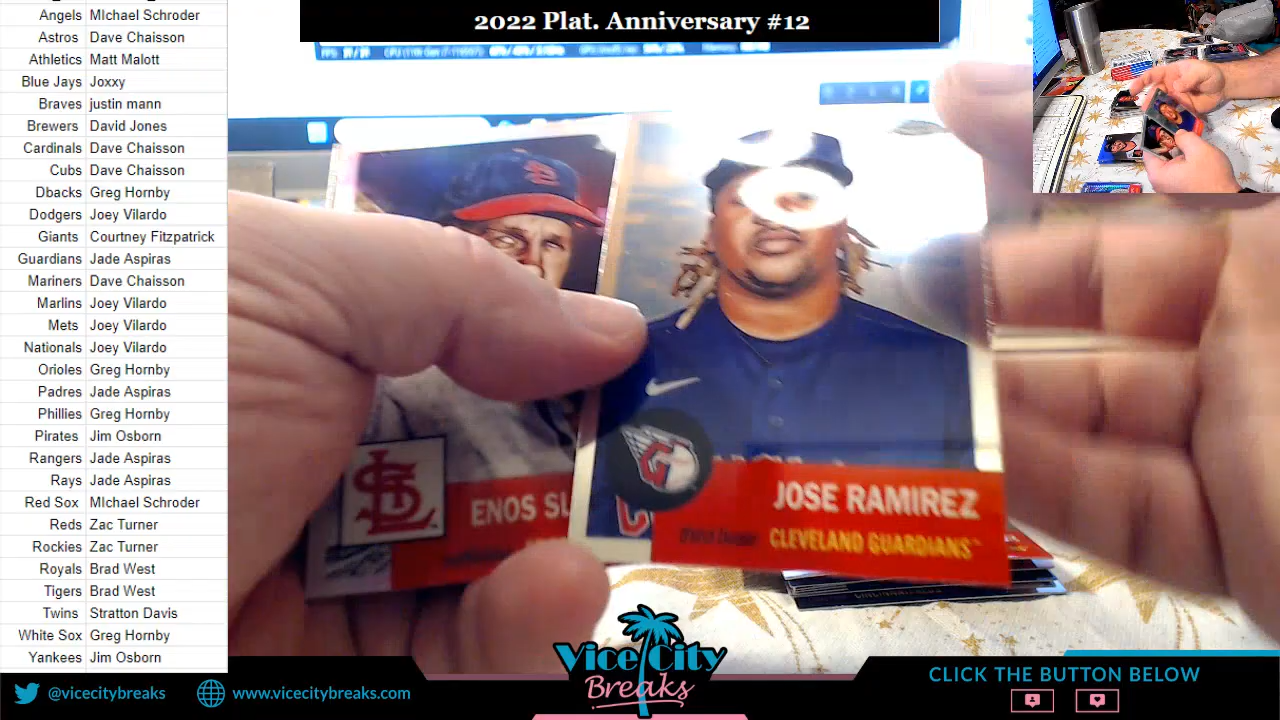 2022 Plat. Anniversary #12
Angels MIchael Schroder
Astros Dave Chaisson
Athletics Matt Malott
Blue Jays Joxxy
Braves justin mann
Brewers David Jones
Cardinals Dave Chaisson
Cubs Dave Chaisson
Dbacks Greg Hornby
Dodgers Joey Vilardo
Giants Courtney Fitzpatrick
Guardians Jade Aspiras
Mariners Dave Chaisson
Marlins Joey Vilardo
Mets Joey Vilardo
Nationals Joey Vilardo
Orioles Greg Hornby
Padres Jade Aspiras
Phillies Greg Hornby
Pirates Jim Osborn
Rangers Jade Aspiras
Rays Jade Aspiras
Red Sox MIchael Schroder
Reds Zac Turner
Rockies Zac Turner
Royals Brad West
Tigers Brad West
Twins Stratton Davis
White Sox Greg Hornby
Yankees Jim Osborn
STL
ENOS SL
JOSE RAMIREZ
CLEVELAND GUARDIANS™
Vice City
Breaks
@vicecitybreaks
www.vicecitybreaks.com
CLICK THE BUTTON BELOW